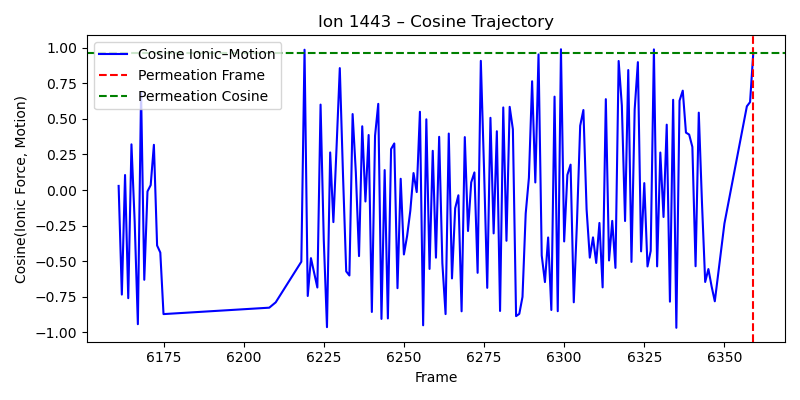 Ion 1443 – Cosine Trajectory
Cosine(Ionic Force, Motion)
1.00
0.75
0.50
0.25
0.00
−0.25
−0.50
−0.75
−1.00
Cosine Ionic–Motion
Permeation Frame
Permeation Cosine
6175 6200 6225 6250 6275 6300 6325 6350
Frame